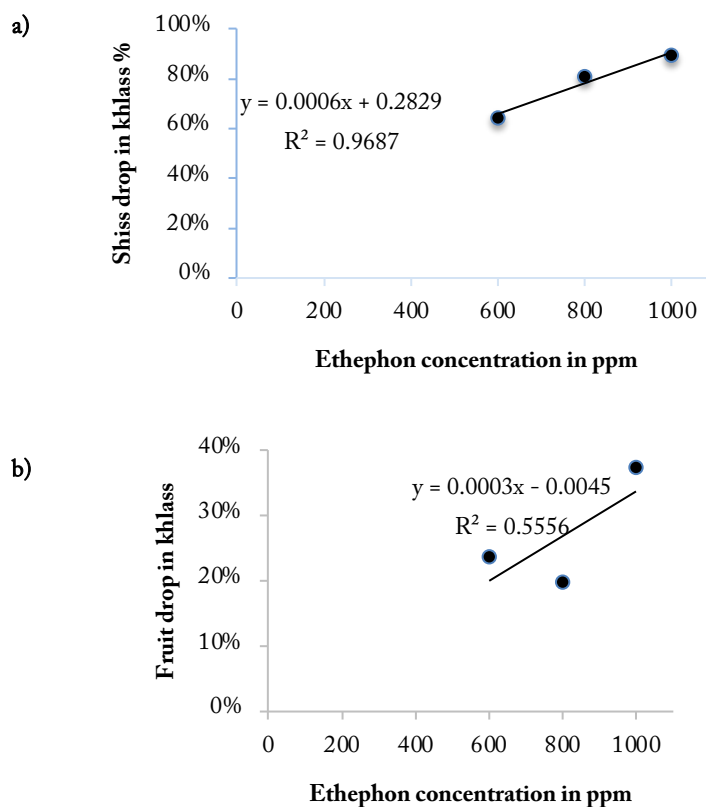 a)
Shiss drop in khlass %
100%
80%
60%
40%
20%
0%
y = 0.0006x + 0.2829
R² = 0.9687
0 200 400 600 800 1000
Ethephon concentration in ppm
b)
Fruit drop in khlass
40%
30%
20%
10%
0%
y = 0.0003x - 0.0045
R² = 0.5556
0 200 400 600 800 1000
Ethephon concentration in ppm